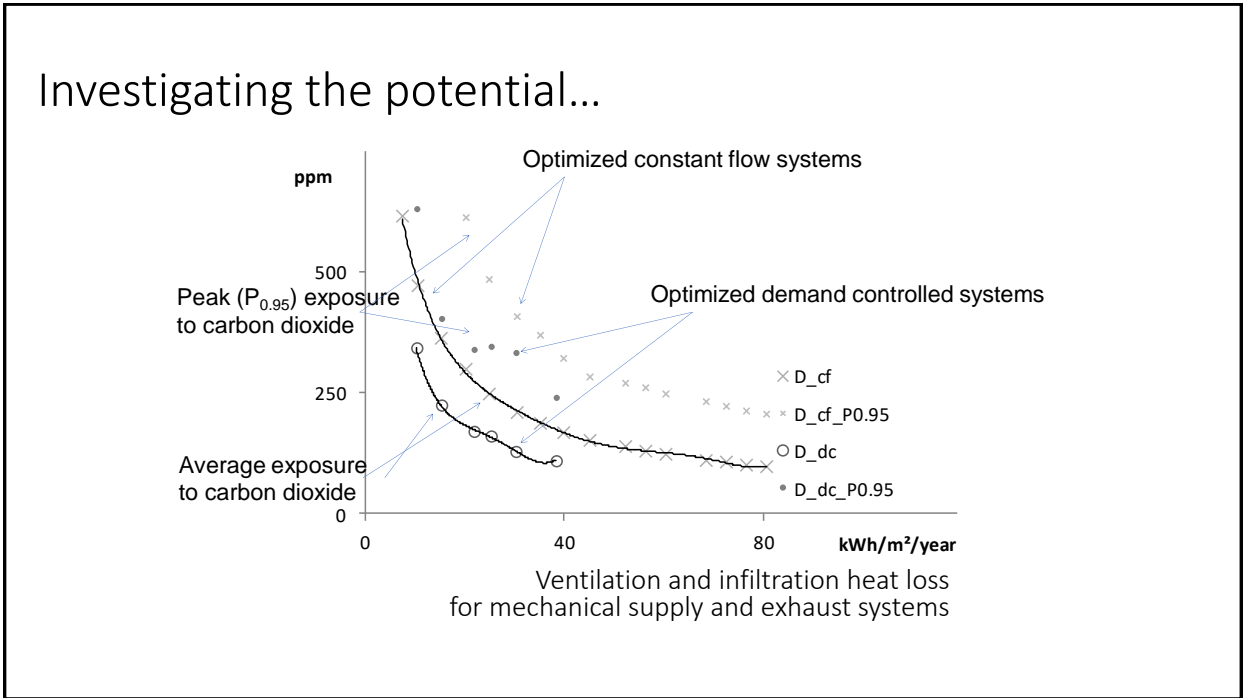 Investigating the potential...
Optimized constant flow systems
ppm
500
Peak (P0.95) exposure
to carbon dioxide
Optimized demand controlled systems
250
D_cf
D_cf_P0.95
D_dc
D_dc_P0.95
Average exposure
to carbon dioxide
0
0
40
80
kWh/m²/year
Ventilation and infiltration heat loss
for mechanical supply and exhaust systems